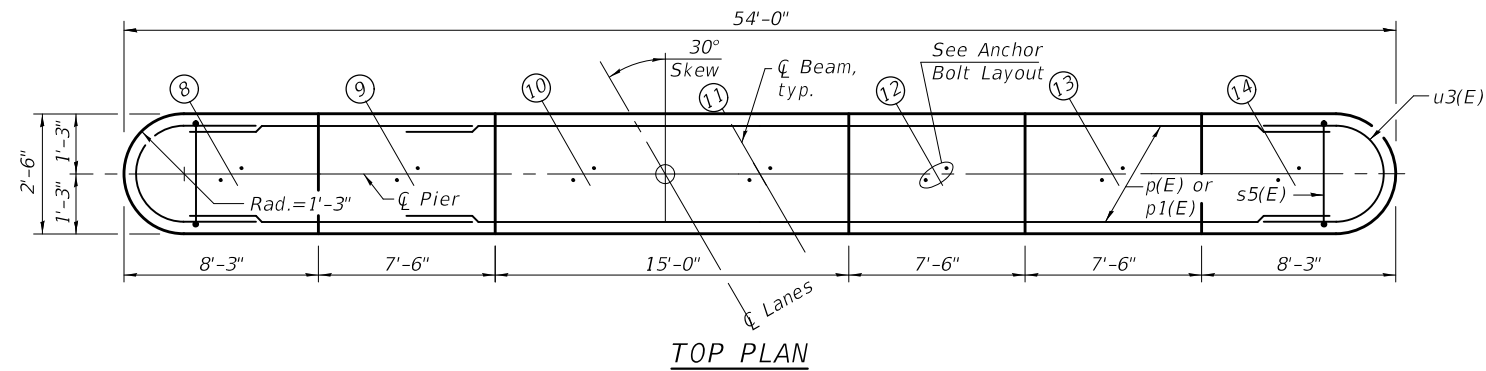 54'-0"
30°
Skew
See Anchor
Bolt Layout
℄ Beam,
typ.
8
9
10
11
12
13
14
u3(E)
2'-6"
1'-3"
1'-3"
Rad.=1'-3"
℄ Pier
p(E) or
p1(E)
s5(E)
8'-3"
7'-6"
15'-0"
7'-6"
7'-6"
8'-3"
℄ Lanes
TOP PLAN